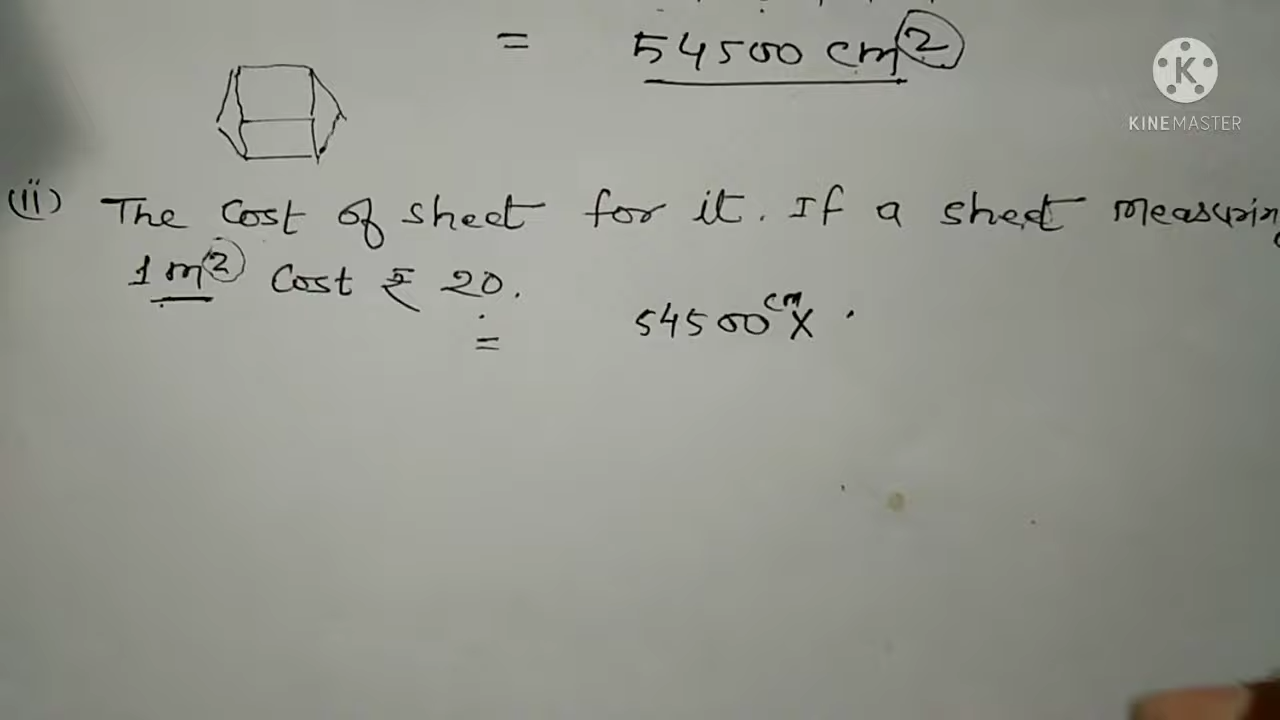 = 54500 cm²
(ii) The cost of sheet for it. If a sheet measuring
1 m² cost ₹ 20.
= 54500 cm X .
K
KINEMASTER